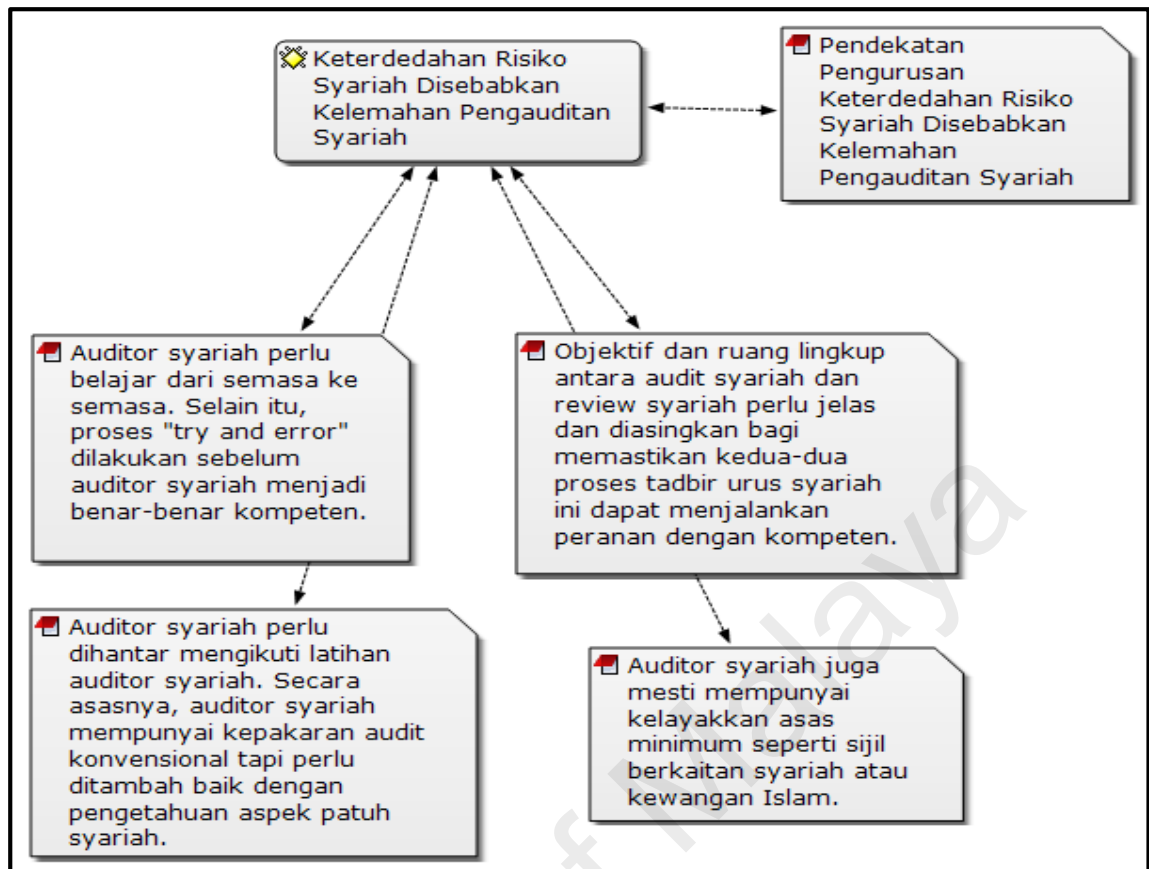 Keterdedahan Risiko
Syariah Disebabkan
Kelemahan Pengauditan
Syariah
Pendekatan
Pengurusan
Keterdedahan Risiko
Syariah Disebabkan
Kelemahan
Pengauditan Syariah
Auditor syariah perlu
belajar dari semasa ke
semasa. Selain itu,
proses "try and error"
dilakukan sebelum
auditor syariah menjadi
benar-benar kompeten.
Objektif dan ruang lingkup
antara audit syariah dan
review syariah perlu jelas
dan diasingkan bagi
memastikan kedua-dua
proses tadbir urus syariah
ini dapat menjalankan
peranan dengan kompeten.
Auditor syariah perlu
dihantar mengikuti latihan
auditor syariah. Secara
asasnya, auditor syariah
mempunyai kepakaran audit
konvensional tapi perlu
ditambah baik dengan
pengetahuan aspek patuh
syariah.
Auditor syariah juga
mesti mempunyai
kelayakkan asas
minimum seperti sijil
berkaitan syariah atau
kewangan Islam.
of Malaya